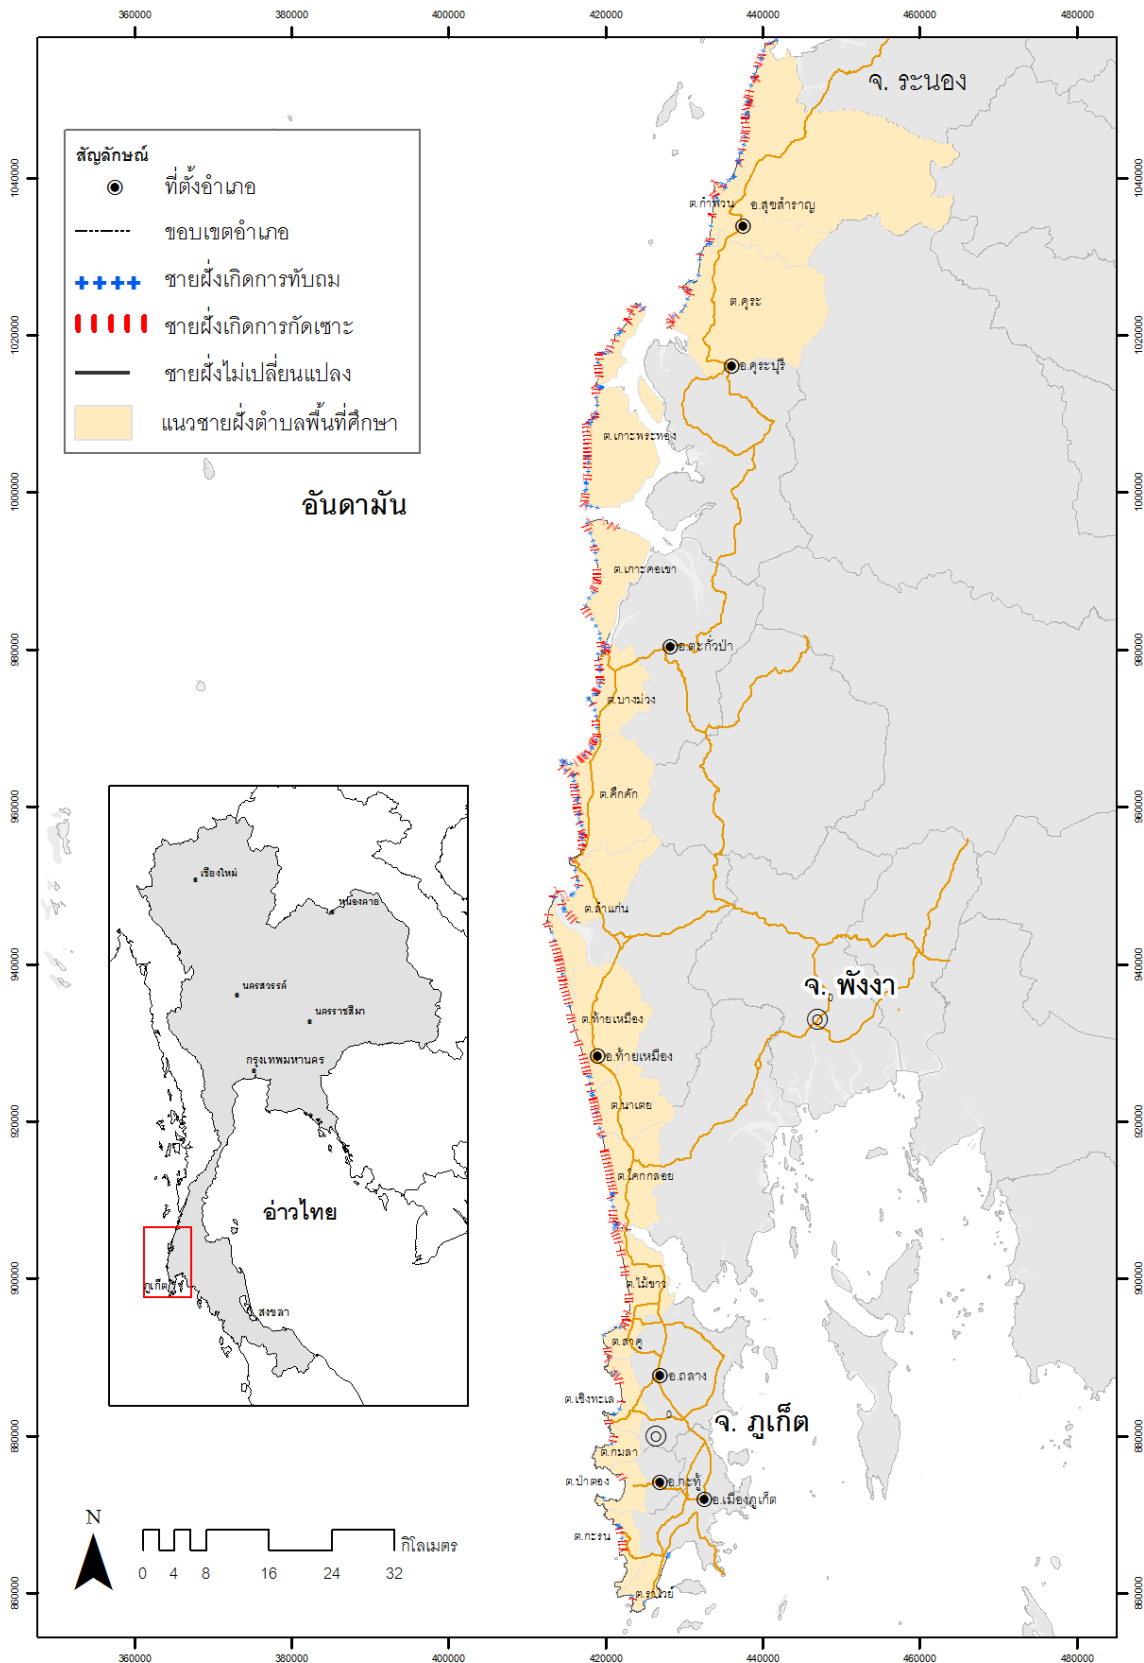 360000 380000 400000 420000 440000 460000 480000
จ. ระนอง
สัญลักษณ์
ที่ตั้งอำเภอ
ขอบเขตอำเภอ
ชายฝั่งเกิดการทับถม
ชายฝั่งเกิดการกัดเซาะ
ชายฝั่งไม่เปลี่ยนแปลง
แนวชายฝั่งตำบลพื้นที่ศึกษา
1040000
1040000
ต.กำพวน
อ.สุขสำราญ
ต.คุระ
1020000
1020000
อ.คุระบุรี
ต.เกาะพระทอง
1000000
1000000
อันดามัน
ต.เกาะคอเขา
980000
980000
อ.ตะกั่วป่า
ต.บางม่วง
ต.คึกคัก
960000
960000
ต.ลำแก่น
940000
940000
จ. พังงา
0
ต.ท้ายเหมือง
อ.ท้ายเหมือง
ต.นาเตย
920000
920000
ต.โคกกลอย
900000
900000
ต.ไม้ขาว
ต.สาคู
อ.ถลาง
ต.เชิงทะเล
0
จ. ภูเก็ต
880000
880000
ต.กมลา
ต.ป่าตอง
อ.กะทู้
อ.เมืองภูเก็ต
ต.กะรน
ต.ราไวย์
860000
860000
เชียงใหม่
หนองคาย
นครสวรรค์
นครราชสีมา
กรุงเทพมหานคร
อ่าวไทย
ภูเก็ต
สงขลา
N
กิโลเมตร
0 4 8 16 24 32
360000 380000 400000 420000 440000 460000 480000